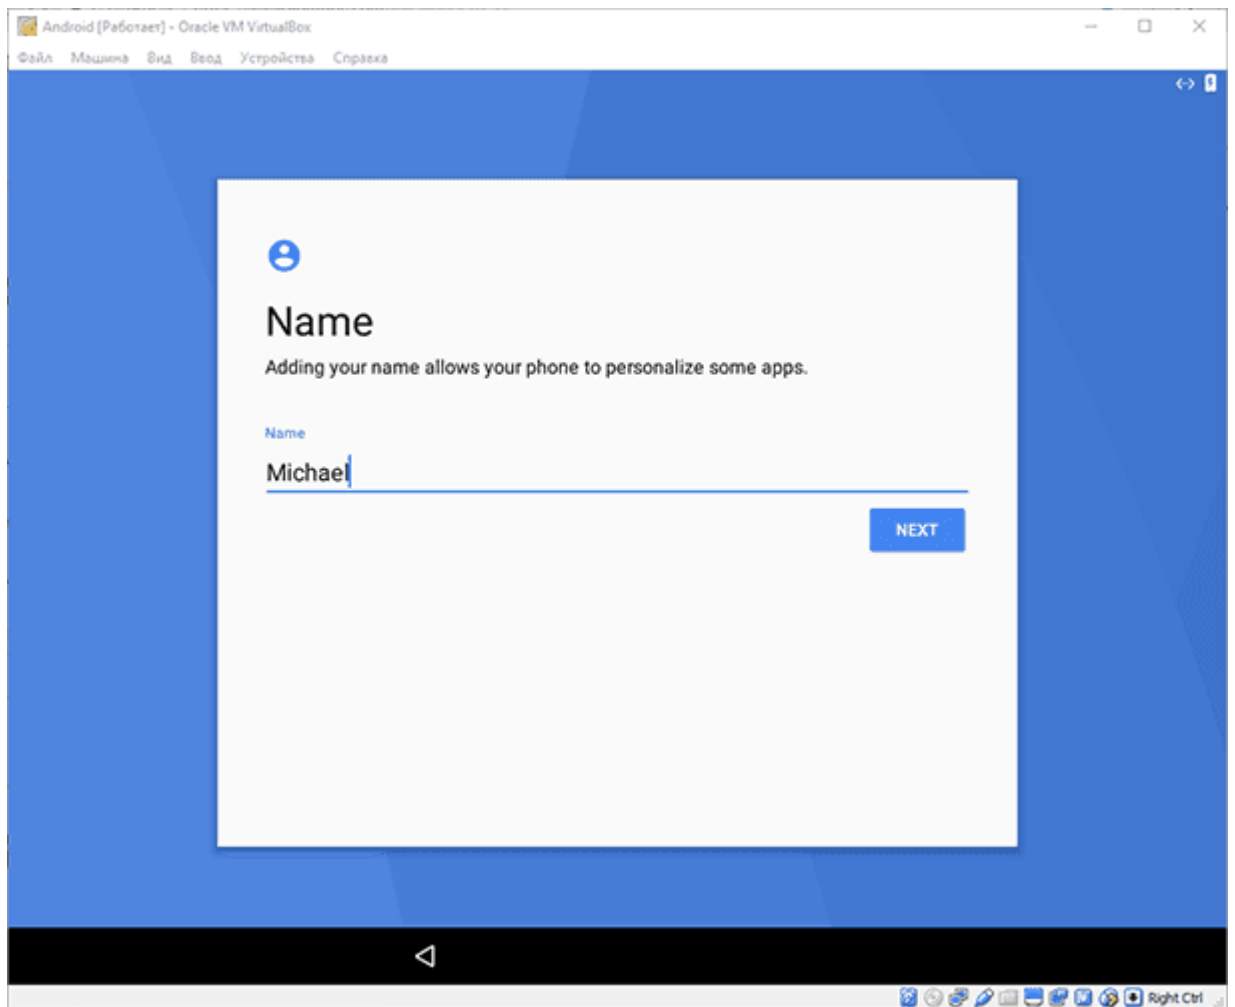 Android [Работает] - Oracle VM VirtualBox
Файл Машина Вид Ввод Устройства Справка
Name
Adding your name allows your phone to personalize some apps.
Name
Michael
NEXT
Right Ctrl